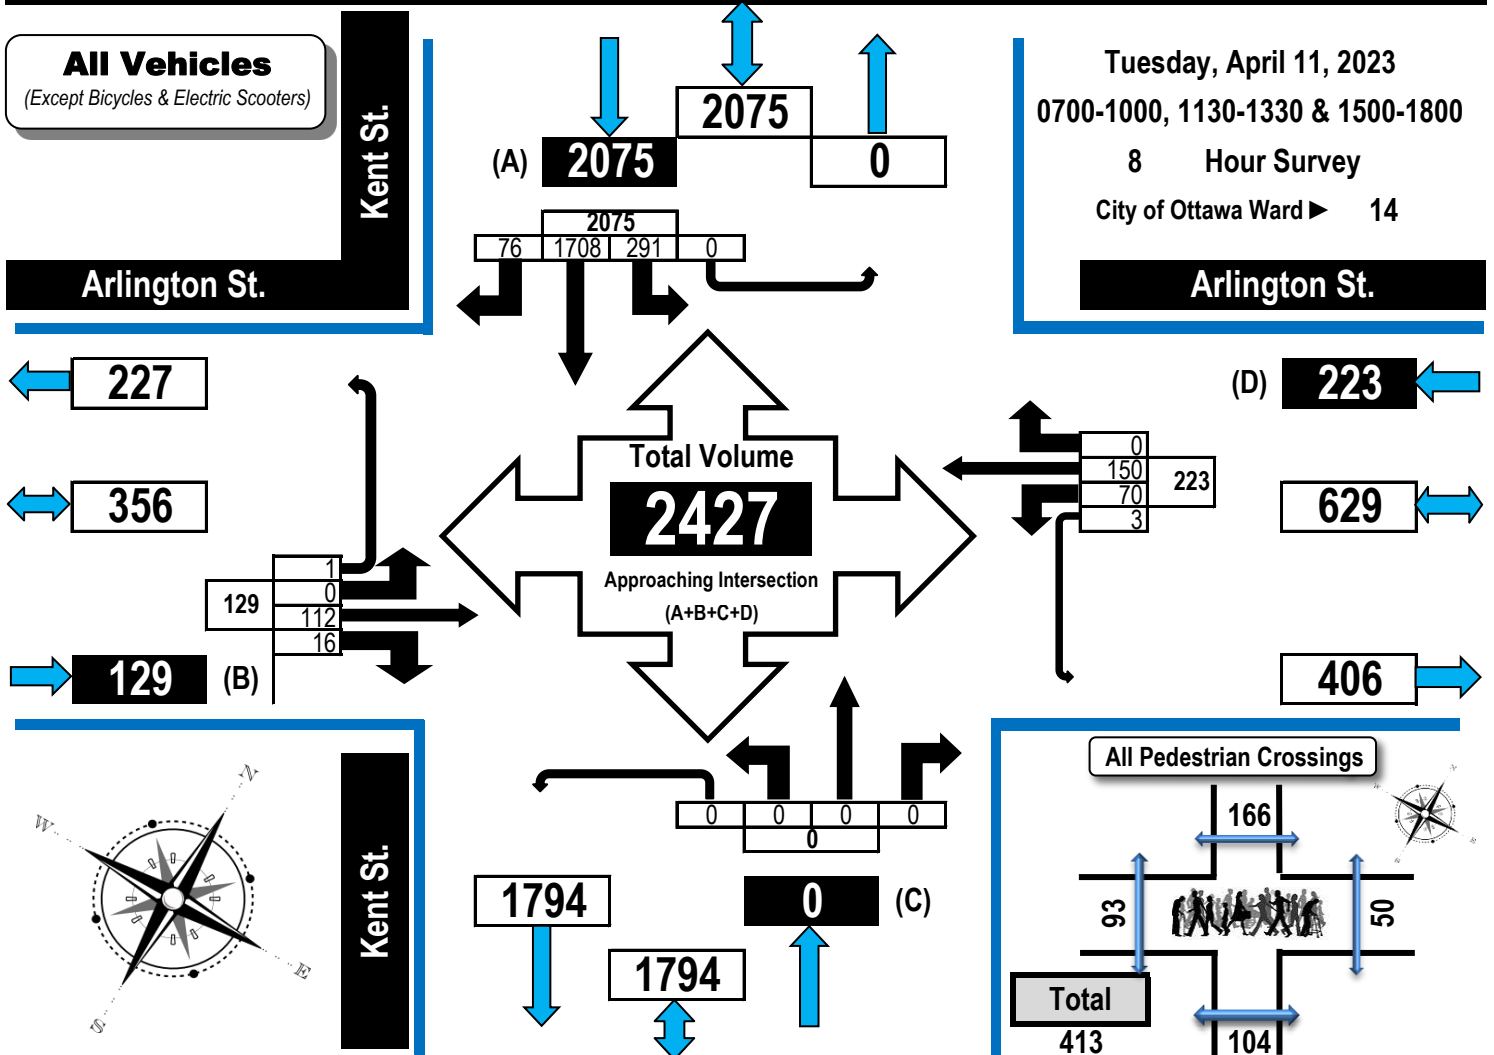 All Vehicles
(Except Bicycles & Electric Scooters)
Kent St.
Arlington St.
2075
(A) 2075
0
2075
76 1708 291 0
Tuesday, April 11, 2023
0700-1000, 1130-1330 & 1500-1800
8 Hour Survey
City of Ottawa Ward ► 14
Arlington St.
227
356
1
0
112
16
129
129 (B)
Total Volume
2427
Approaching Intersection
(A+B+C+D)
(D) 223
0
150
70
3
223
629
406
N
W
E
S
Kent St.
0 0 0 0
0
1794
0 (C)
1794
All Pedestrian Crossings
166
93
50
104
Total
413